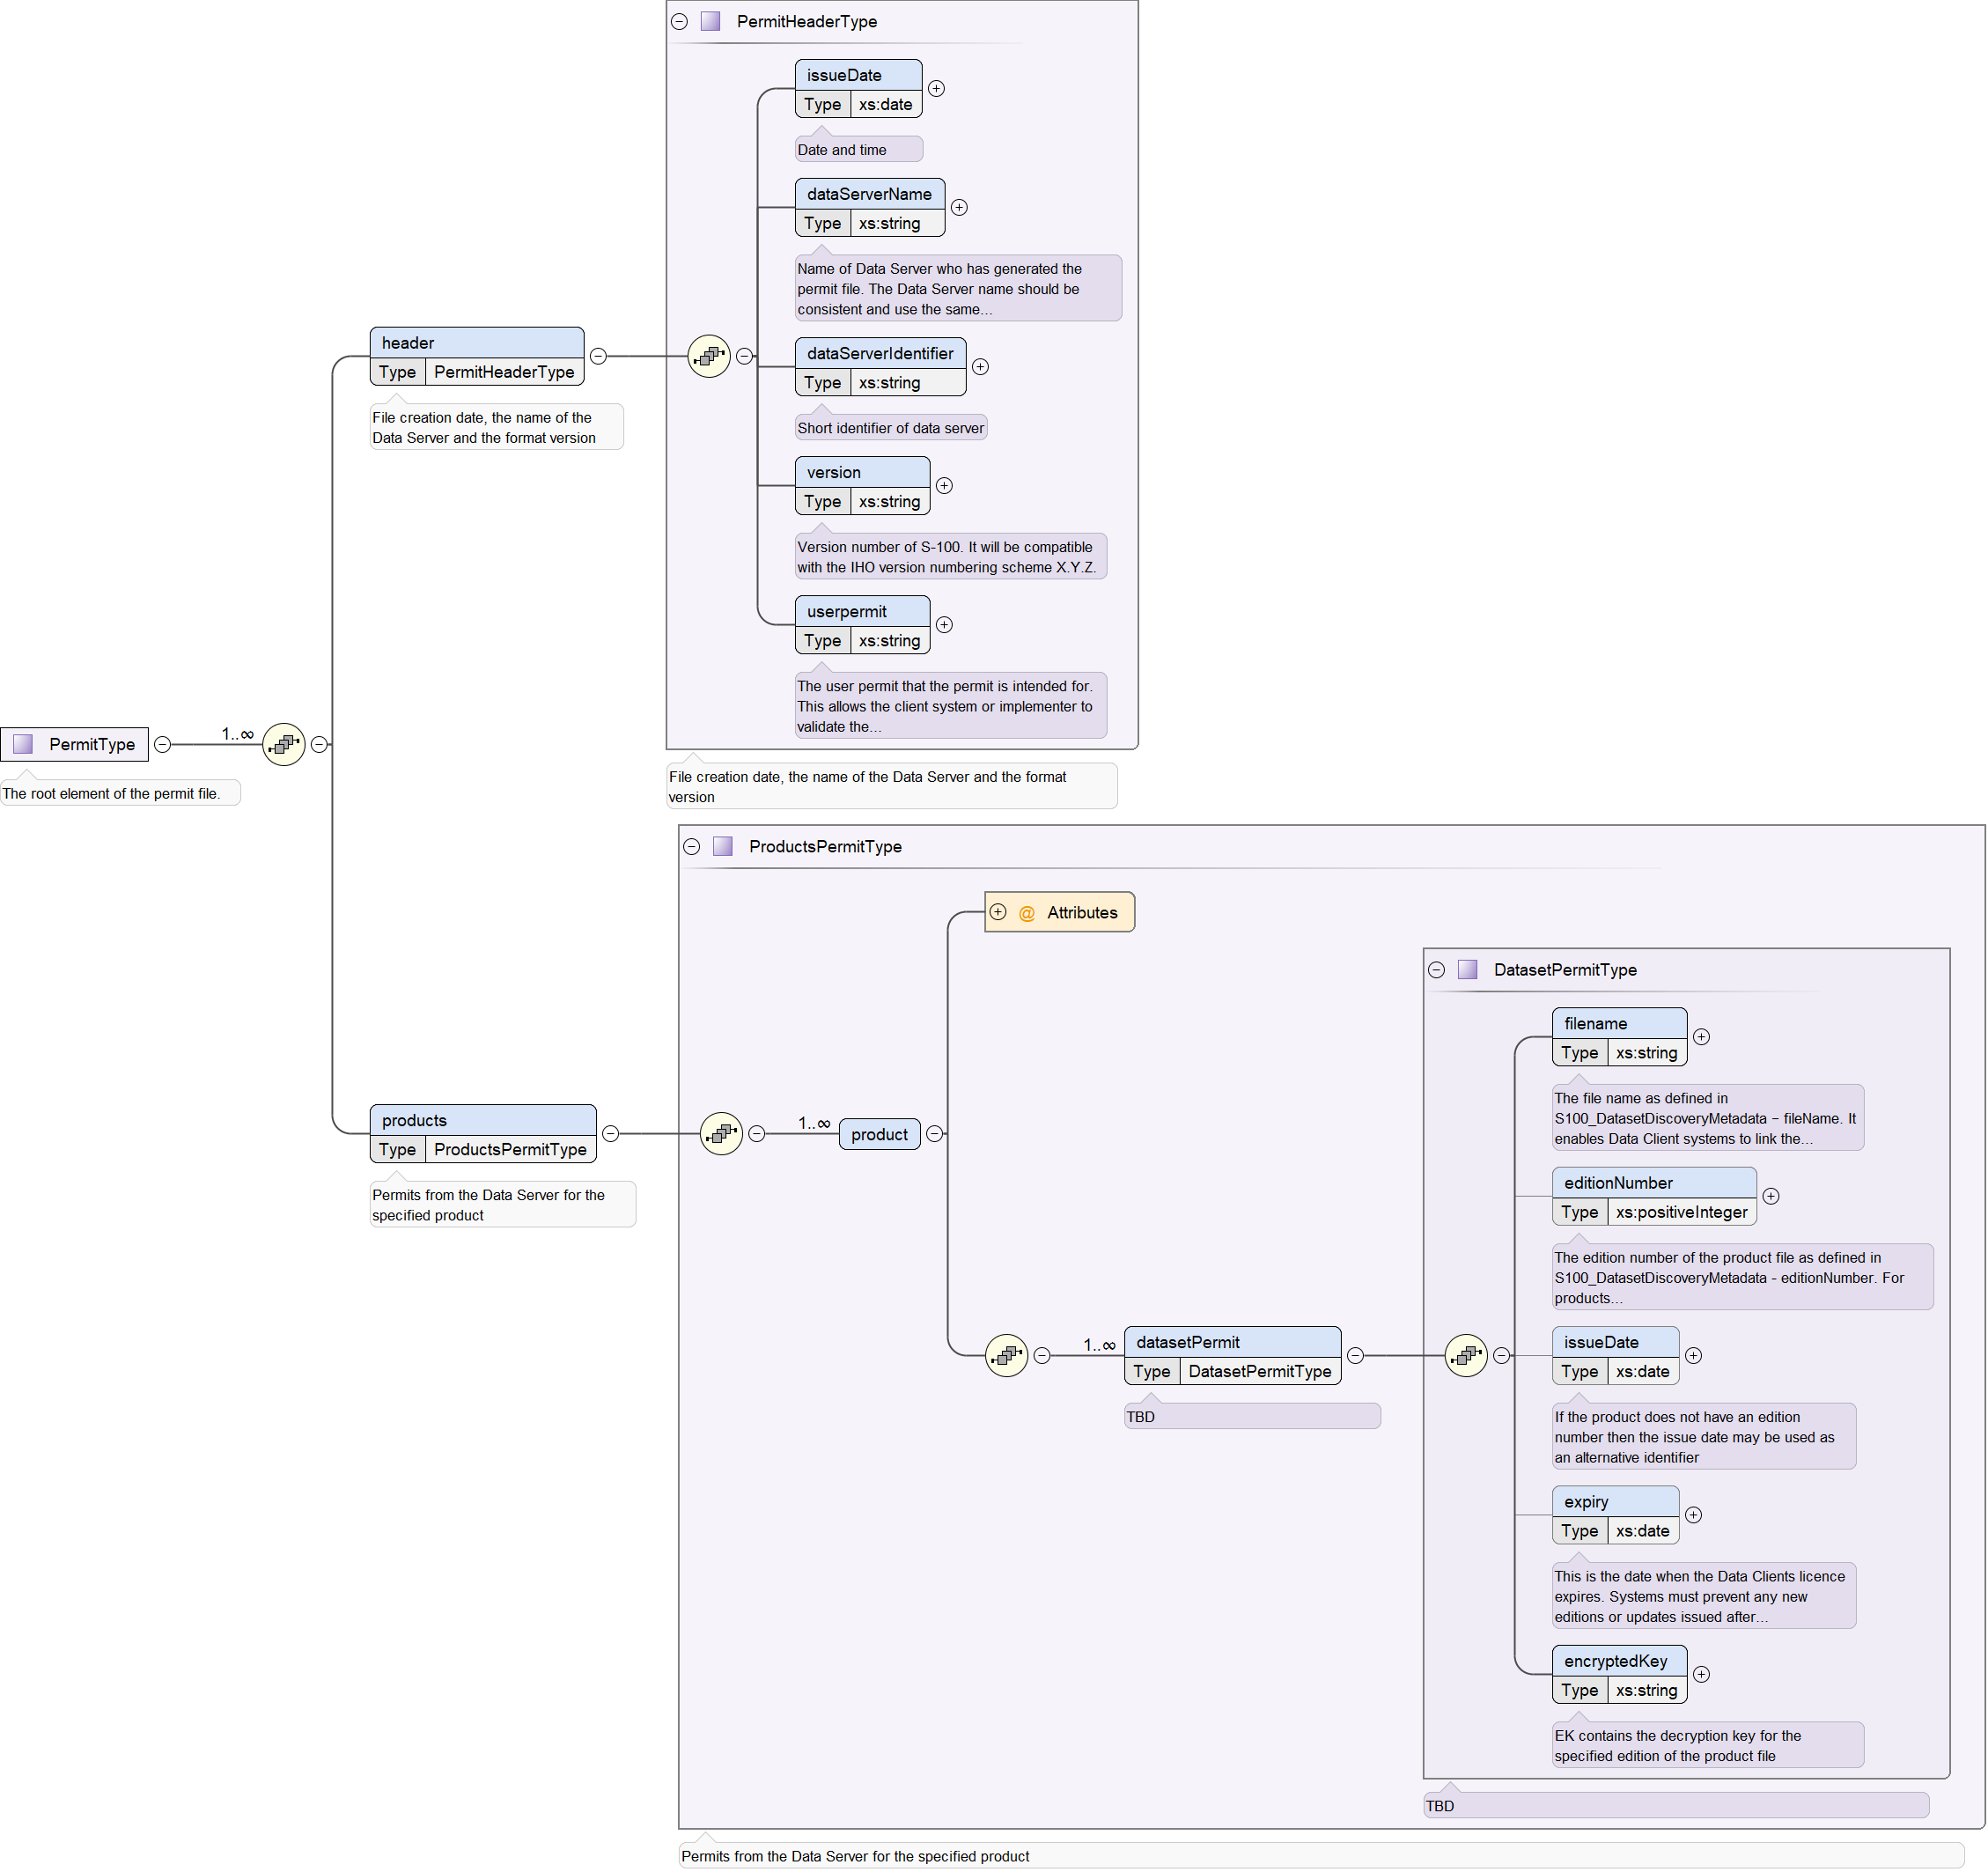 PermitType
The root element of the permit file.
1..∞
header
Type PermitHeaderType
File creation date, the name of the
Data Server and the format version
PermitHeaderType
issueDate
Type xs:date
Date and time
dataServerName
Type xs:string
Name of Data Server who has generated the
permit file. The Data Server name should be
consistent and use the same...
dataServerIdentifier
Type xs:string
Short identifier of data server
version
Type xs:string
Version number of S-100. It will be compatible
with the IHO version numbering scheme X.Y.Z.
userpermit
Type xs:string
The user permit that the permit is intended for.
This allows the client system or implementer to
validate the...
File creation date, the name of the Data Server and the format
version
products
Type ProductsPermitType
Permits from the Data Server for the
specified product
ProductsPermitType
1..∞
product
@ Attributes
1..∞
datasetPermit
Type DatasetPermitType
TBD
DatasetPermitType
filename
Type xs:string
The file name as defined in
S100_DatasetDiscoveryMetadata – fileName. It
enables Data Client systems to link the...
editionNumber
Type xs:positiveInteger
The edition number of the product file as defined in
S100_DatasetDiscoveryMetadata - editionNumber. For
products...
issueDate
Type xs:date
If the product does not have an edition
number then the issue date may be used as
an alternative identifier
expiry
Type xs:date
This is the date when the Data Clients licence
expires. Systems must prevent any new
editions or updates issued after...
encryptedKey
Type xs:string
EK contains the decryption key for the
specified edition of the product file
TBD
Permits from the Data Server for the specified product